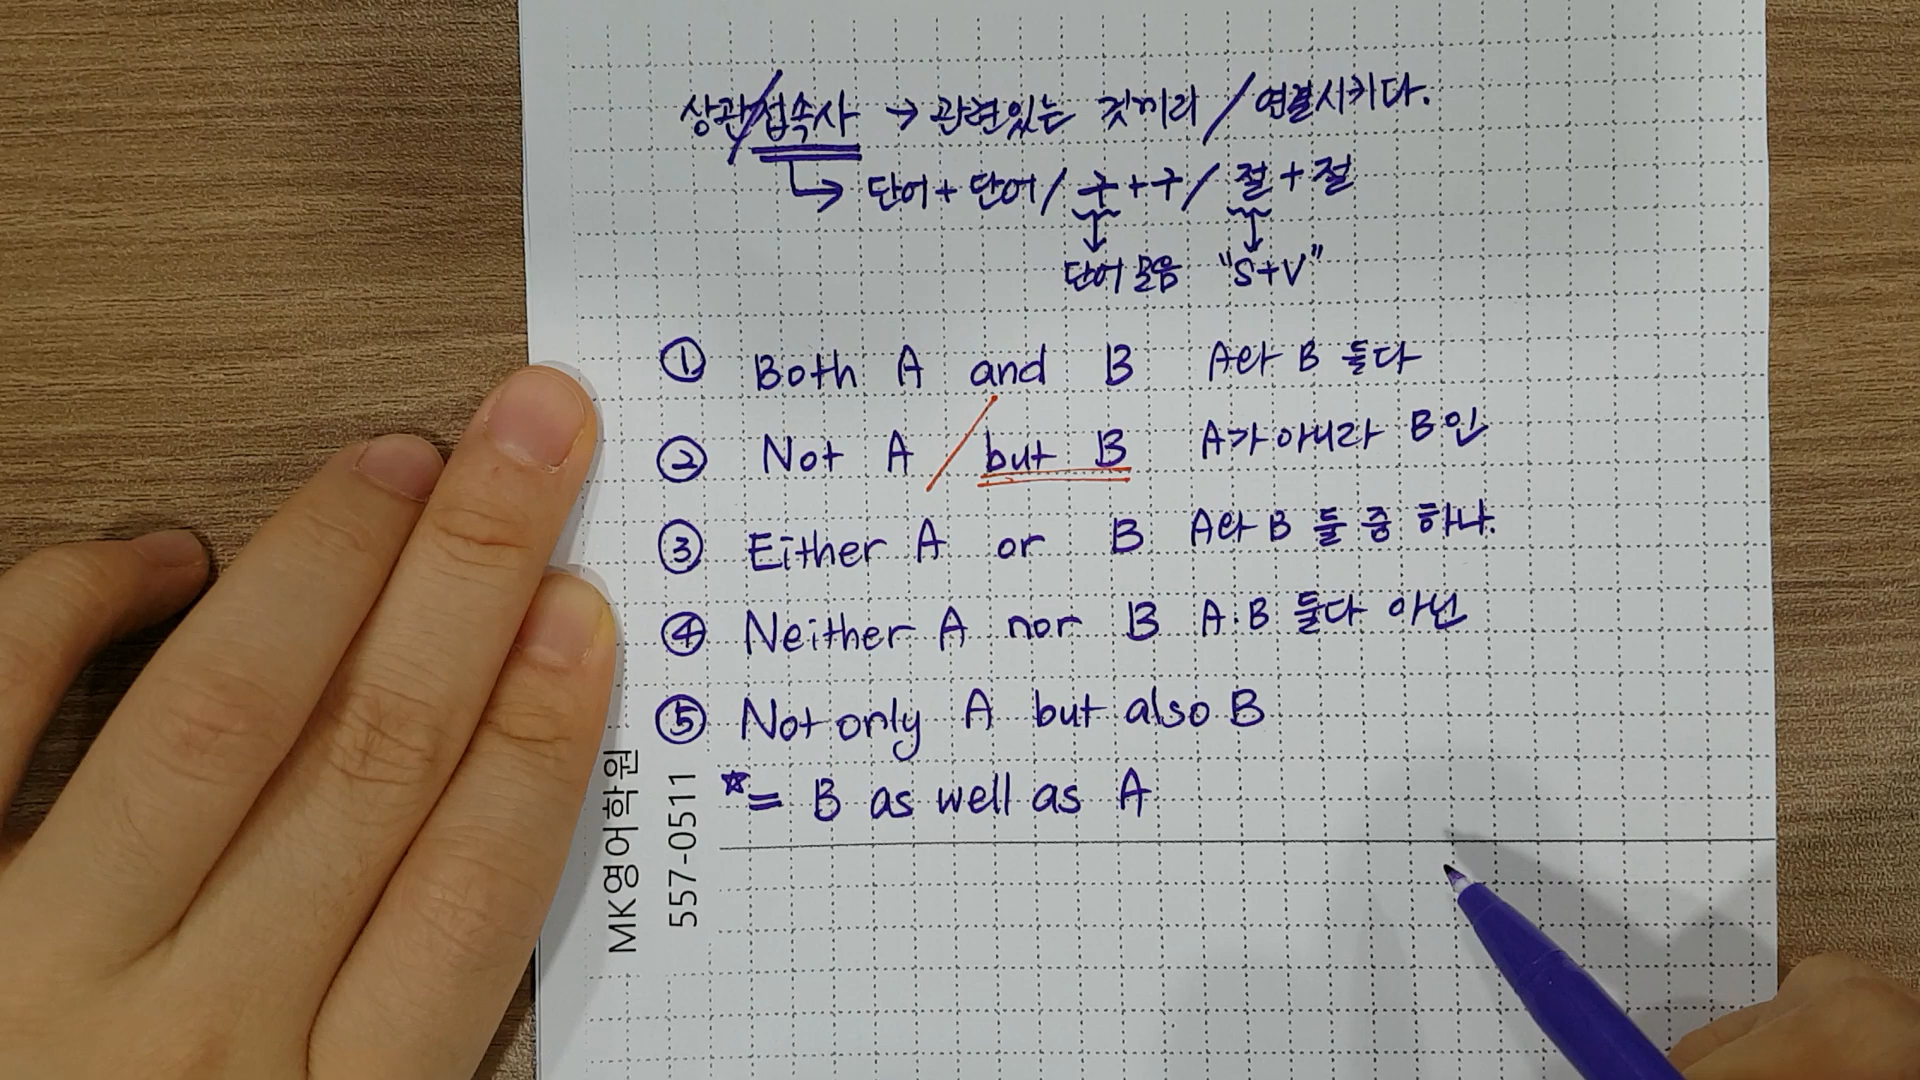 상관/접속사 → 관련있는 것끼리 / 연결시키다.
↳ 단어 + 단어 / 구 + 구 / 절 + 절
↓ ↓
단어 모음 "S+V"
① Both A and B A와 B 둘다
② Not A / but B A가 아니라 B인
③ Either A or B A와 B 둘 중 하나.
④ Neither A nor B A·B 둘다 아닌
⑤ Not only A but also B
☆= B as well as A
MK영어학원
557-0511